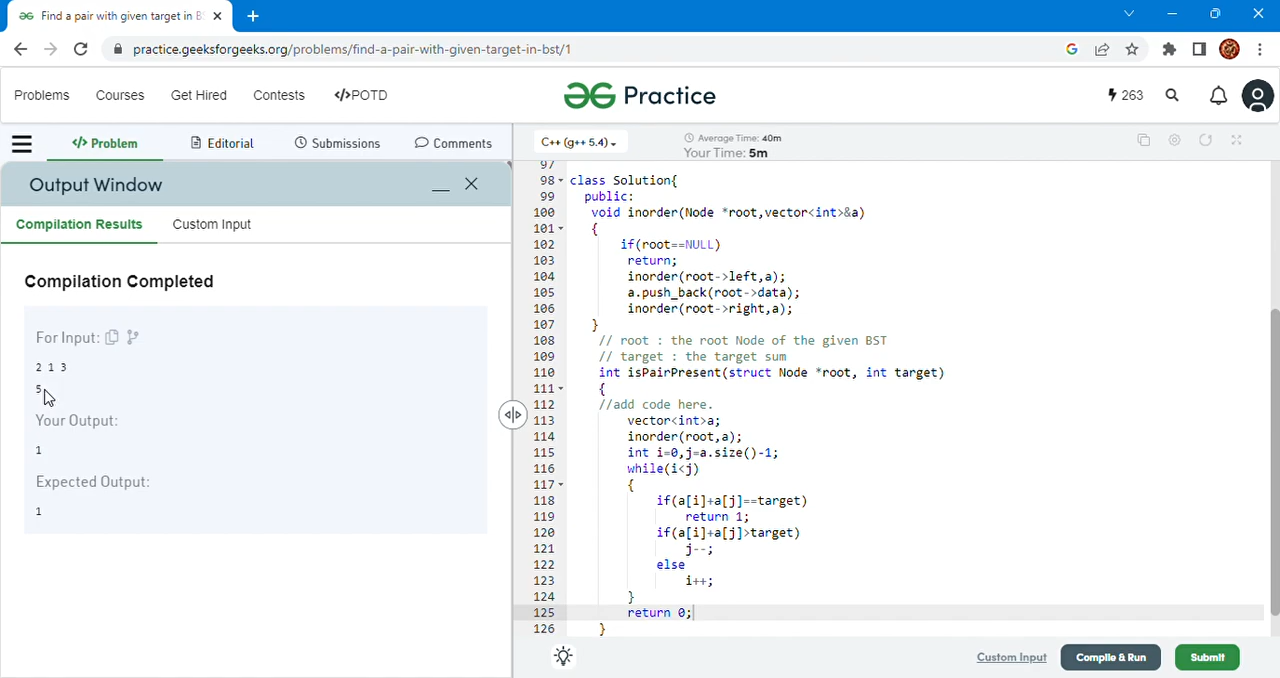 Find a pair with given target in B
practice.geeksforgeeks.org/problems/find-a-pair-with-given-target-in-bst/1
Problems Courses Get Hired Contests </>POTD Practice 263
</> Problem Editorial Submissions Comments
C++ (g++ 5.4)
Average Time: 40m
Your Time: 5m
Output Window
Compilation Results Custom Input
Compilation Completed
For Input:
2 1 3
5
Your Output:
1
Expected Output:
1
97
98 class Solution{
99 public:
100 void inorder(Node *root,vector<int>&a)
101 {
102 if(root==NULL)
103 return;
104 inorder(root->left,a);
105 a.push_back(root->data);
106 inorder(root->right,a);
107 }
108 // root : the root Node of the given BST
109 // target : the target sum
110 int isPairPresent(struct Node *root, int target)
111 {
112 //add code here.
113 vector<int>a;
114 inorder(root,a);
115 int i=0,j=a.size()-1;
116 while(i<j)
117 {
118 if(a[i]+a[j]==target)
119 return 1;
120 if(a[i]+a[j]>target)
121 j--;
122 else
123 i++;
124 }
125 return 0;
126 }
Custom Input Compile & Run Submit